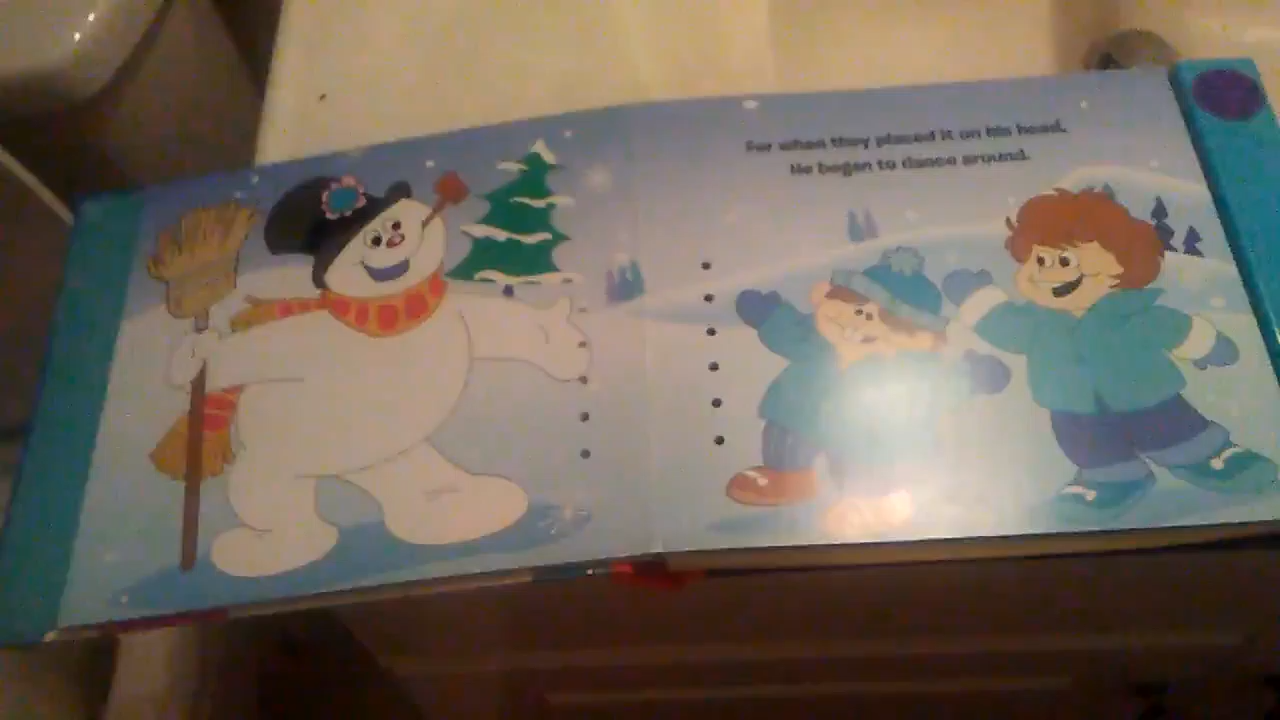 For when they placed it on his head,
He began to dance around.